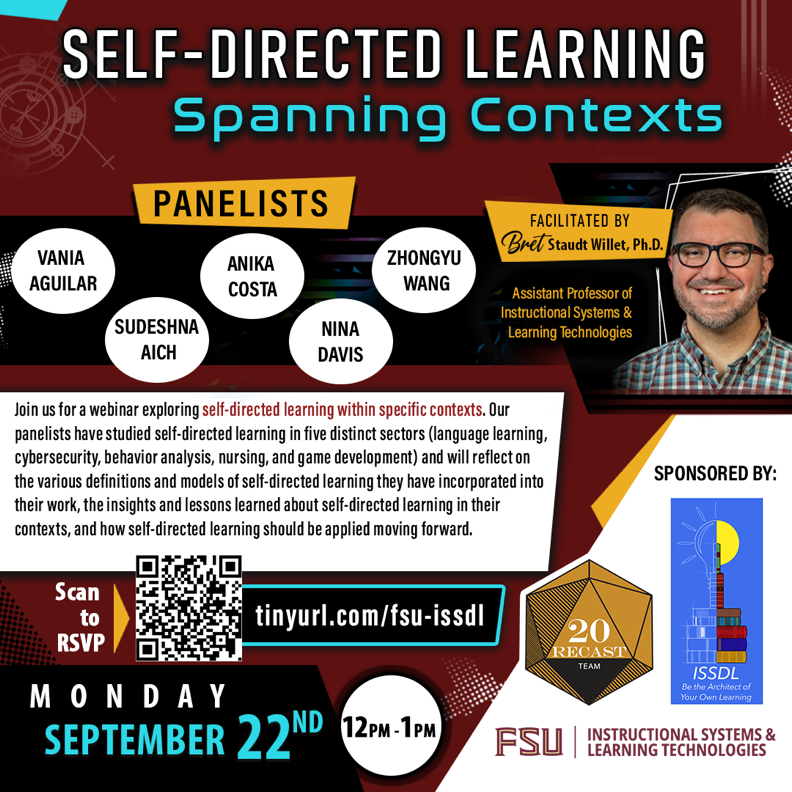 SELF-DIRECTED LEARNING
Spanning Contexts
PANELISTS
VANIA
AGUILAR
ANIKA
COSTA
ZHONGYU
WANG
SUDESHNA
AICH
NINA
DAVIS
FACILITATED BY
Bret Staudt Willet, Ph.D.
Assistant Professor of
Instructional Systems &
Learning Technologies
Join us for a webinar exploring self-directed learning within specific contexts. Our
panelists have studied self-directed learning in five distinct sectors (language learning,
cybersecurity, behavior analysis, nursing, and game development) and will reflect on
the various definitions and models of self-directed learning they have incorporated into
their work, the insights and lessons learned about self-directed learning in their
contexts, and how self-directed learning should be applied moving forward.
SPONSORED BY:
Scan
to
RSVP
tinyurl.com/fsu-issdl
20
RECAST
TEAM
ISSDL
Be the Architect of
Your Own Learning
MONDAY
SEPTEMBER 22ND
12PM - 1PM
FSU
INSTRUCTIONAL SYSTEMS &
LEARNING TECHNOLOGIES